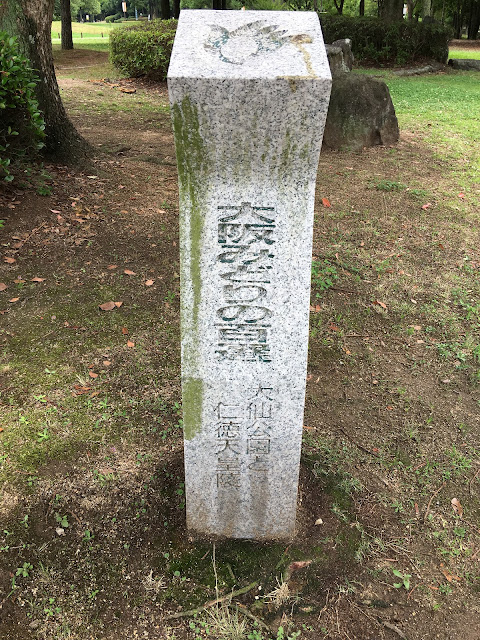 大阪みどりの百選
大仙公園と
仁徳天皇陵